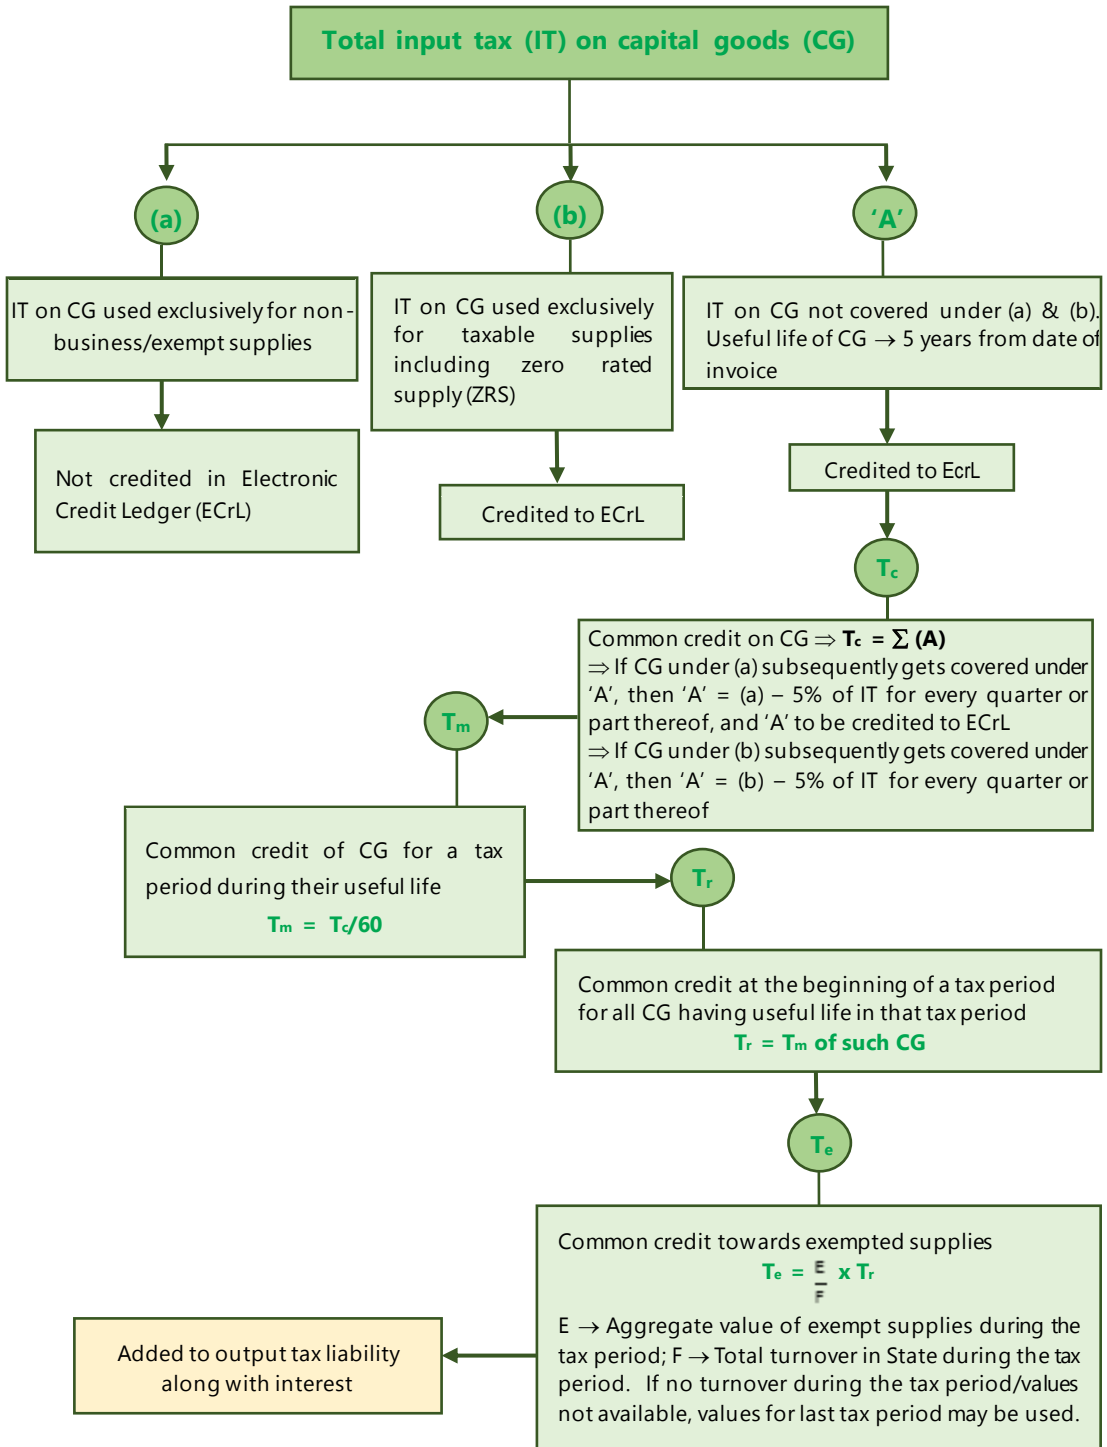 Total input tax (IT) on capital goods (CG)
(a)
(b)
‘A’
IT on CG used exclusively for non-
business/exempt supplies
IT on CG used exclusively
for taxable supplies
including zero rated
supply (ZRS)
IT on CG not covered under (a) & (b).
Useful life of CG → 5 years from date of
invoice
Not credited in Electronic
Credit Ledger (ECrL)
Credited to ECrL
Credited to EcrL
Tc
Common credit on CG ⇒ Tc = Σ (A)
⇒ If CG under (a) subsequently gets covered under
‘A’, then ‘A’ = (a) – 5% of IT for every quarter or
part thereof, and ‘A’ to be credited to ECrL
⇒ If CG under (b) subsequently gets covered under
‘A’, then ‘A’ = (b) – 5% of IT for every quarter or
part thereof
Tm
Common credit of CG for a tax
period during their useful life
Tm = Tc/60
Tr
Common credit at the beginning of a tax period
for all CG having useful life in that tax period
Tr = Tm of such CG
Te
Common credit towards exempted supplies
Te = E/F x Tr
E → Aggregate value of exempt supplies during the
tax period; F → Total turnover in State during the tax
period. If no turnover during the tax period/values
not available, values for last tax period may be used.
Added to output tax liability
along with interest